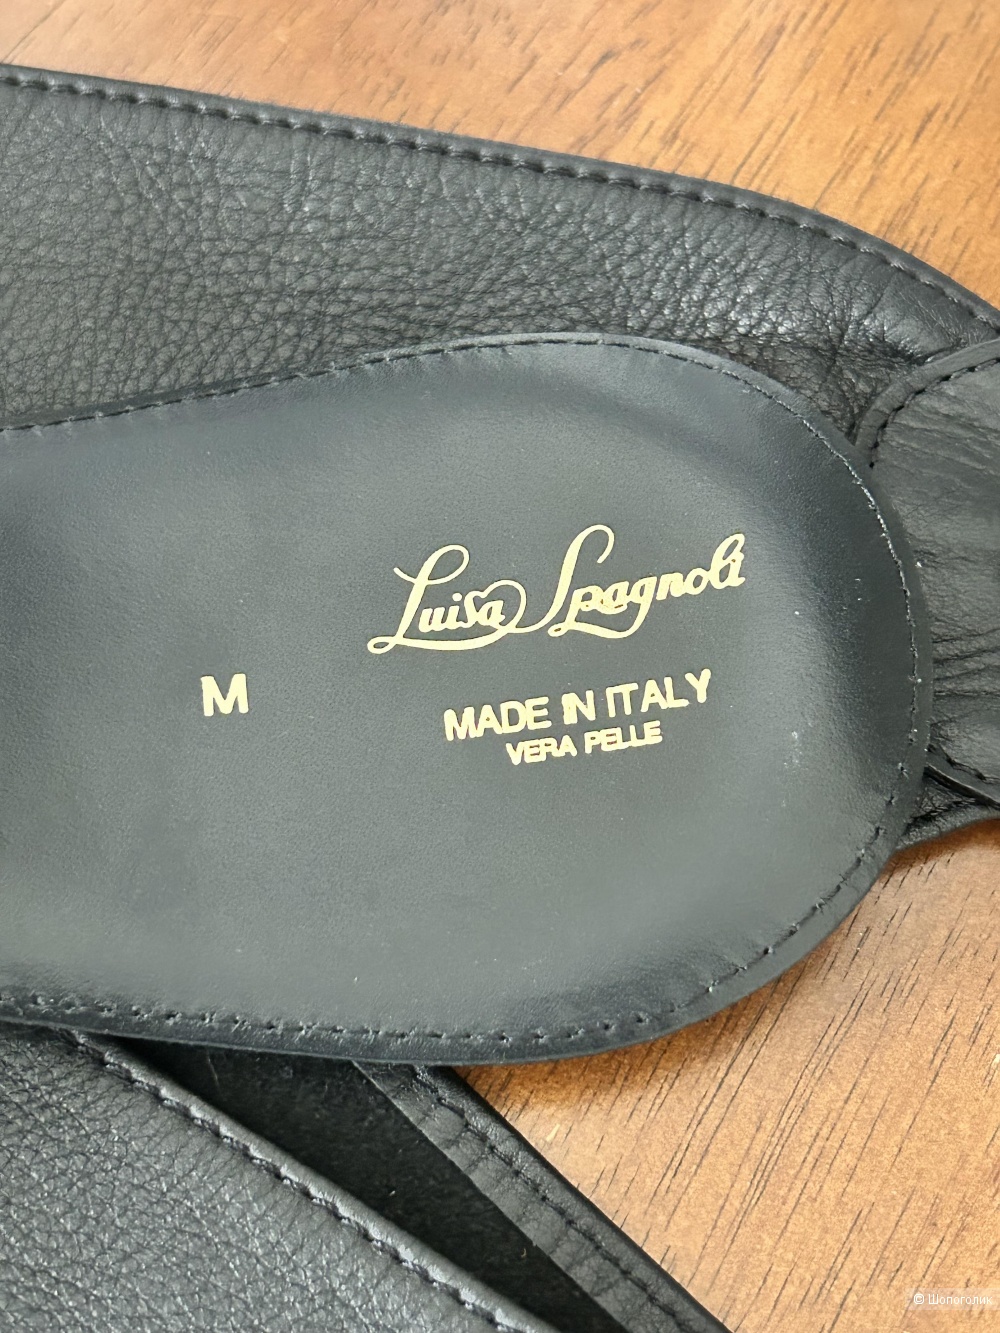 Luisa Spagnoli
M
MADE IN ITALY
VERA PELLE
© Шопоголик